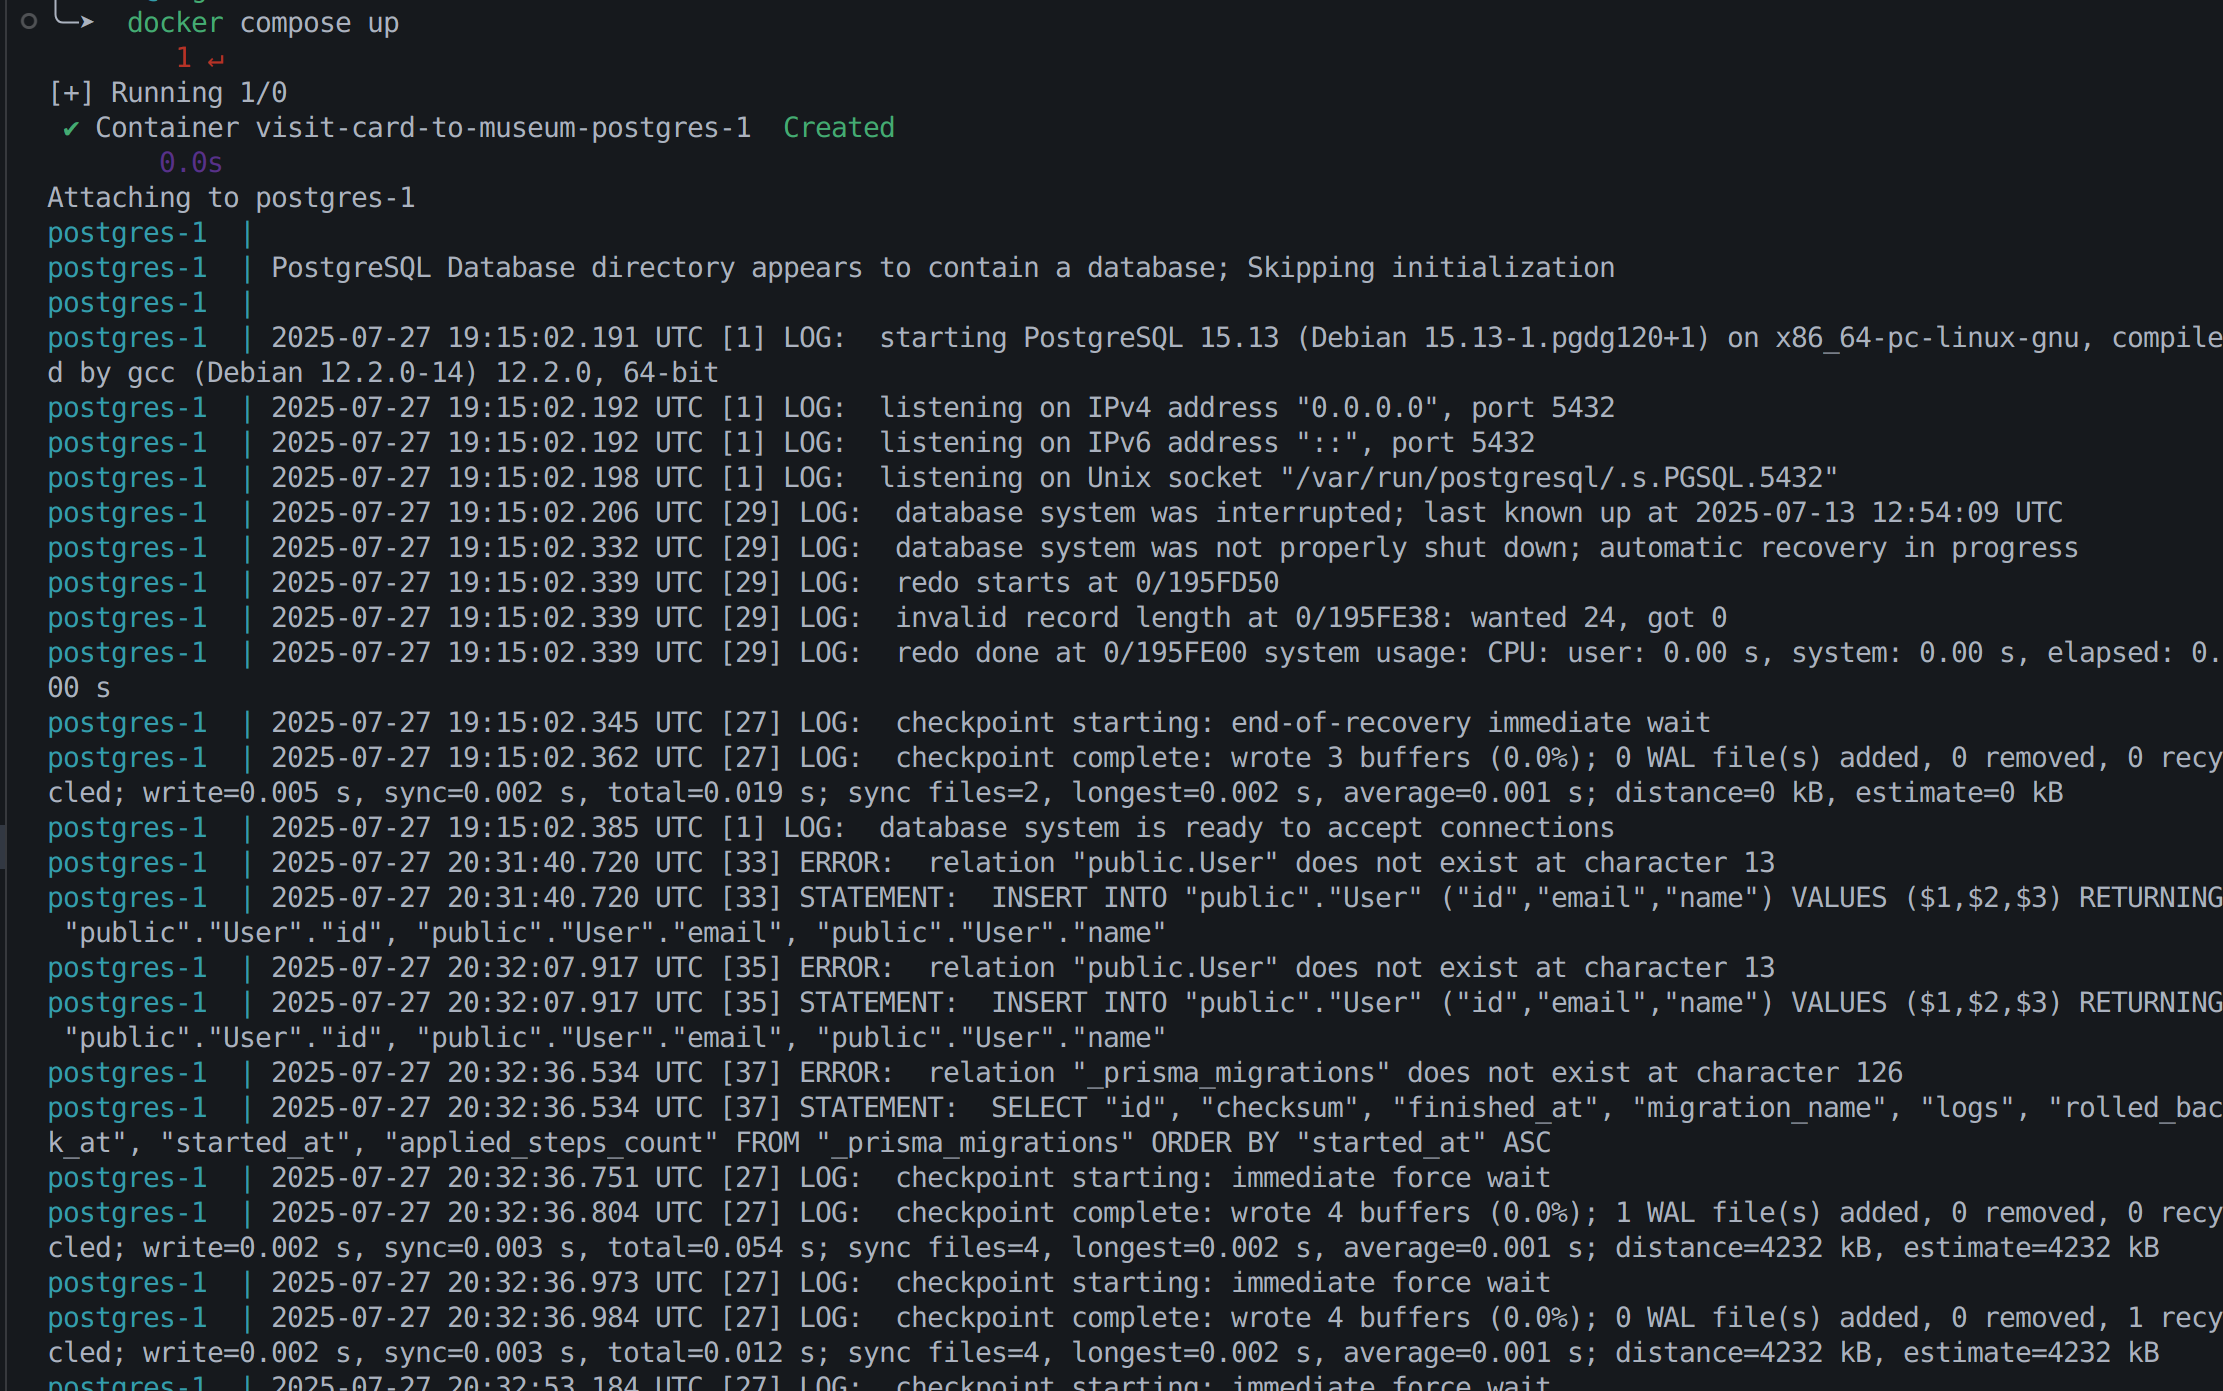 docker compose up
1 ↵
[+] Running 1/0
✔ Container visit-card-to-museum-postgres-1  Created
0.0s
Attaching to postgres-1
postgres-1  |
postgres-1  | PostgreSQL Database directory appears to contain a database; Skipping initialization
postgres-1  |
postgres-1  | 2025-07-27 19:15:02.191 UTC [1] LOG:  starting PostgreSQL 15.13 (Debian 15.13-1.pgdg120+1) on x86_64-pc-linux-gnu, compile
d by gcc (Debian 12.2.0-14) 12.2.0, 64-bit
postgres-1  | 2025-07-27 19:15:02.192 UTC [1] LOG:  listening on IPv4 address "0.0.0.0", port 5432
postgres-1  | 2025-07-27 19:15:02.192 UTC [1] LOG:  listening on IPv6 address "::", port 5432
postgres-1  | 2025-07-27 19:15:02.198 UTC [1] LOG:  listening on Unix socket "/var/run/postgresql/.s.PGSQL.5432"
postgres-1  | 2025-07-27 19:15:02.206 UTC [29] LOG:  database system was interrupted; last known up at 2025-07-13 12:54:09 UTC
postgres-1  | 2025-07-27 19:15:02.332 UTC [29] LOG:  database system was not properly shut down; automatic recovery in progress
postgres-1  | 2025-07-27 19:15:02.339 UTC [29] LOG:  redo starts at 0/195FD50
postgres-1  | 2025-07-27 19:15:02.339 UTC [29] LOG:  invalid record length at 0/195FE38: wanted 24, got 0
postgres-1  | 2025-07-27 19:15:02.339 UTC [29] LOG:  redo done at 0/195FE00 system usage: CPU: user: 0.00 s, system: 0.00 s, elapsed: 0.
00 s
postgres-1  | 2025-07-27 19:15:02.345 UTC [27] LOG:  checkpoint starting: end-of-recovery immediate wait
postgres-1  | 2025-07-27 19:15:02.362 UTC [27] LOG:  checkpoint complete: wrote 3 buffers (0.0%); 0 WAL file(s) added, 0 removed, 0 recy
cled; write=0.005 s, sync=0.002 s, total=0.019 s; sync files=2, longest=0.002 s, average=0.001 s; distance=0 kB, estimate=0 kB
postgres-1  | 2025-07-27 19:15:02.385 UTC [1] LOG:  database system is ready to accept connections
postgres-1  | 2025-07-27 20:31:40.720 UTC [33] ERROR:  relation "public.User" does not exist at character 13
postgres-1  | 2025-07-27 20:31:40.720 UTC [33] STATEMENT:  INSERT INTO "public"."User" ("id","email","name") VALUES ($1,$2,$3) RETURNING
"public"."User"."id", "public"."User"."email", "public"."User"."name"
postgres-1  | 2025-07-27 20:32:07.917 UTC [35] ERROR:  relation "public.User" does not exist at character 13
postgres-1  | 2025-07-27 20:32:07.917 UTC [35] STATEMENT:  INSERT INTO "public"."User" ("id","email","name") VALUES ($1,$2,$3) RETURNING
"public"."User"."id", "public"."User"."email", "public"."User"."name"
postgres-1  | 2025-07-27 20:32:36.534 UTC [37] ERROR:  relation "_prisma_migrations" does not exist at character 126
postgres-1  | 2025-07-27 20:32:36.534 UTC [37] STATEMENT:  SELECT "id", "checksum", "finished_at", "migration_name", "logs", "rolled_bac
k_at", "started_at", "applied_steps_count" FROM "_prisma_migrations" ORDER BY "started_at" ASC
postgres-1  | 2025-07-27 20:32:36.751 UTC [27] LOG:  checkpoint starting: immediate force wait
postgres-1  | 2025-07-27 20:32:36.804 UTC [27] LOG:  checkpoint complete: wrote 4 buffers (0.0%); 1 WAL file(s) added, 0 removed, 0 recy
cled; write=0.002 s, sync=0.003 s, total=0.054 s; sync files=4, longest=0.002 s, average=0.001 s; distance=4232 kB, estimate=4232 kB
postgres-1  | 2025-07-27 20:32:36.973 UTC [27] LOG:  checkpoint starting: immediate force wait
postgres-1  | 2025-07-27 20:32:36.984 UTC [27] LOG:  checkpoint complete: wrote 4 buffers (0.0%); 0 WAL file(s) added, 0 removed, 1 recy
cled; write=0.002 s, sync=0.003 s, total=0.012 s; sync files=4, longest=0.002 s, average=0.001 s; distance=4232 kB, estimate=4232 kB
postgres-1  | 2025-07-27 20:32:53.184 UTC [27] LOG:  checkpoint starting: immediate force wait